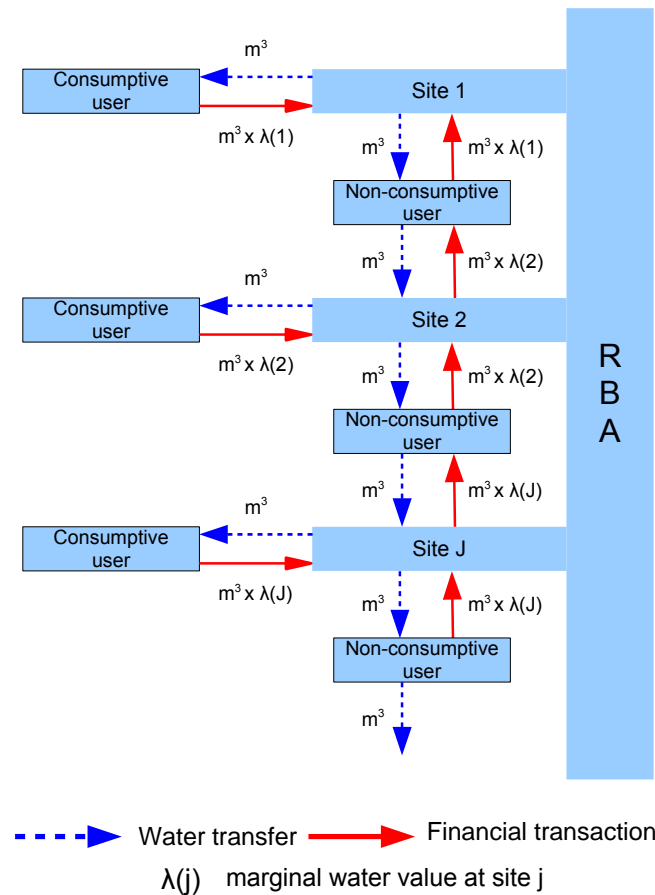 m³
Consumptive
user
Site 1
m³ x λ(1)
m³
m³ x λ(1)
Non-consumptive
user
m³
m³
m³ x λ(2)
Consumptive
user
Site 2
m³ x λ(2)
m³
m³ x λ(2)
R
B
A
Non-consumptive
user
m³
m³
m³ x λ(J)
Consumptive
user
Site J
m³ x λ(J)
m³
m³ x λ(J)
Non-consumptive
user
m³
Water transfer
Financial transaction
λ(j) marginal water value at site j